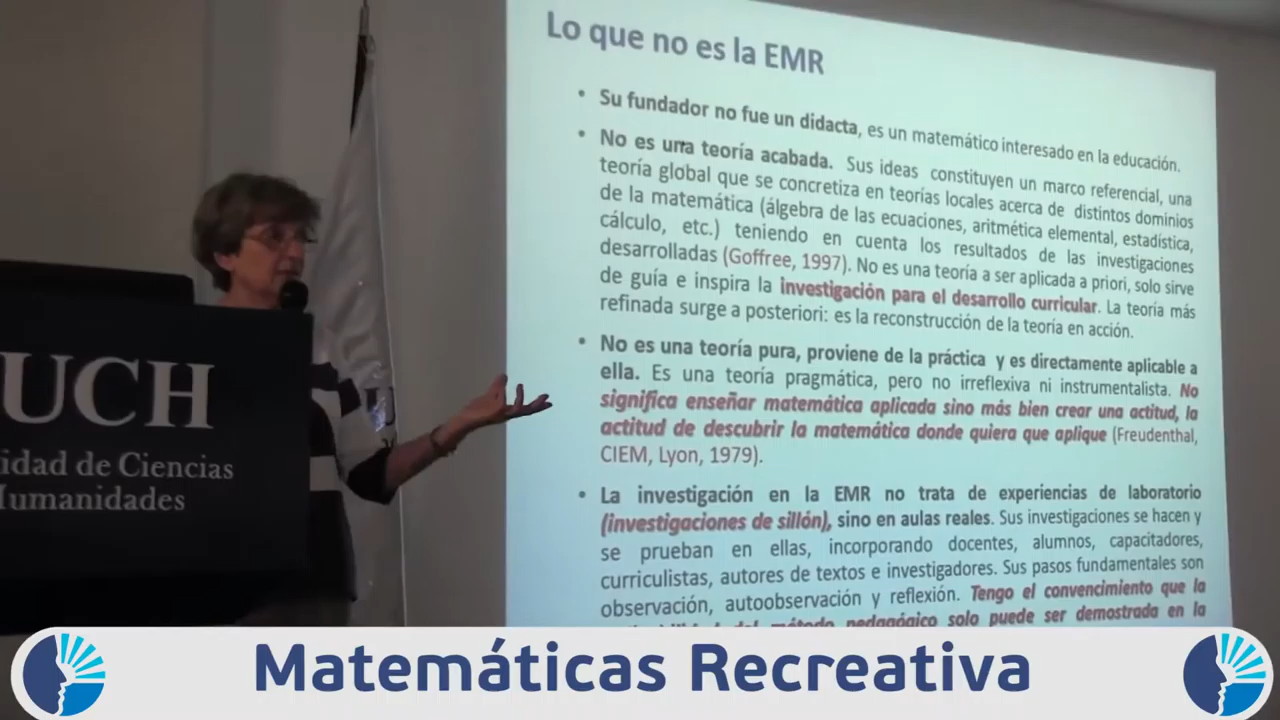 Lo que no es la EMR
• Su fundador no fue un didacta, es un matemático interesado en la educación.
• No es una teoría acabada. Sus ideas constituyen un marco referencial, una
teoría global que se concretiza en teorías locales acerca de distintos dominios
de la matemática (álgebra de las ecuaciones, aritmética elemental, estadística,
cálculo, etc.) teniendo en cuenta los resultados de las investigaciones
desarrolladas (Goffree, 1997). No es una teoría a ser aplicada a priori, solo sirve
de guía e inspira la investigación para el desarrollo curricular. La teoría más
refinada surge a posteriori: es la reconstrucción de la teoría en acción.
• No es una teoría pura, proviene de la práctica y es directamente aplicable a
ella. Es una teoría pragmática, pero no irreflexiva ni instrumentalista. No
significa enseñar matemática aplicada sino más bien crear una actitud, la
actitud de descubrir la matemática donde quiera que aplique (Freudenthal,
CIEM, Lyon, 1979).
• La investigación en la EMR no trata de experiencias de laboratorio
(investigaciones de sillón), sino en aulas reales. Sus investigaciones se hacen y
se prueban en ellas, incorporando docentes, alumnos, capacitadores,
curriculistas, autores de textos e investigadores. Sus pasos fundamentales son
observación, autoobservación y reflexión. Tengo el convencimiento que la
del método pedagógico solo puede ser demostrada en la
UCH
idad de Ciencias
Humanidades
Matemáticas Recreativa